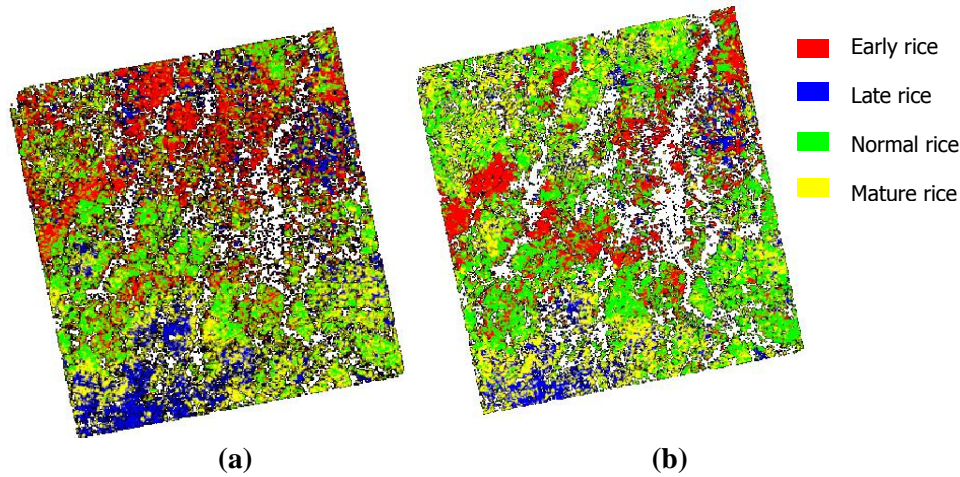 Early rice
Late rice
Normal rice
Mature rice
(a)
(b)